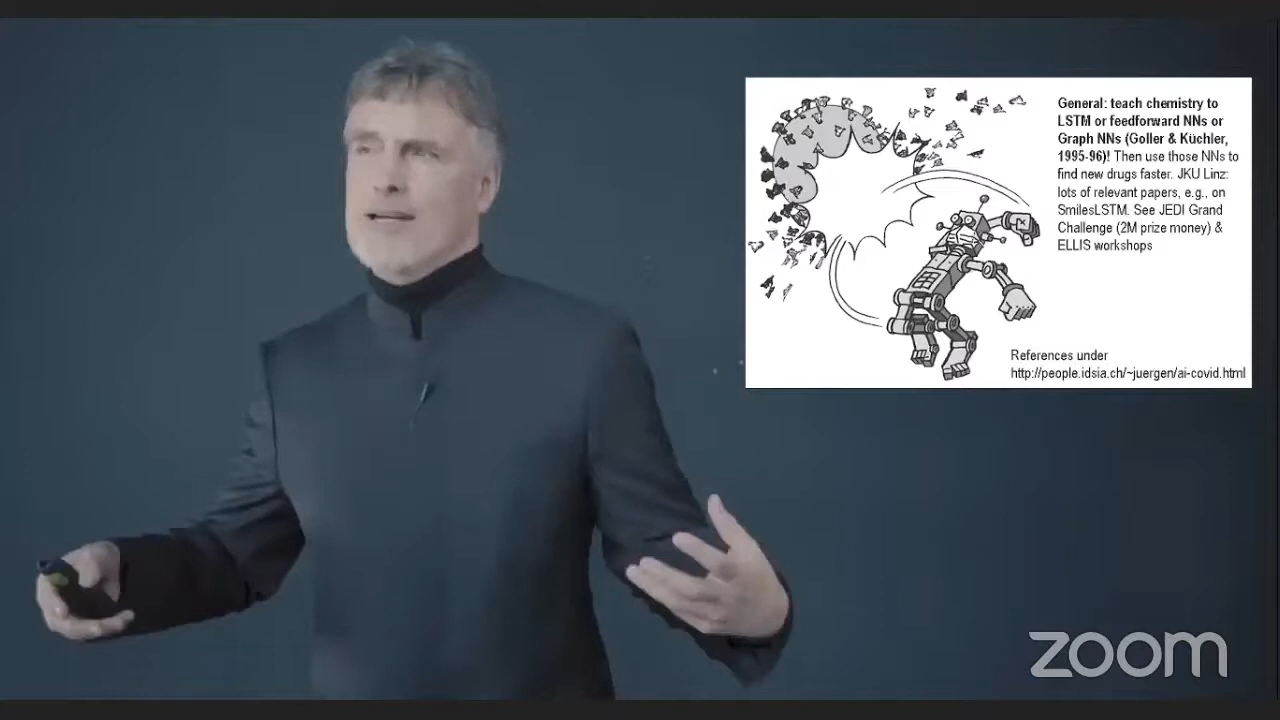 General: teach chemistry to
LSTM or feedforward NNs or
Graph NNs (Goller & Küchler,
1995-96)! Then use those NNs to
find new drugs faster. JKU Linz:
lots of relevant papers, e.g., on
SmilesLSTM. See JEDI Grand
Challenge (2M prize money) &
ELLIS workshops
References under
http://people.idsia.ch/~juergen/ai-covid.html
zoom